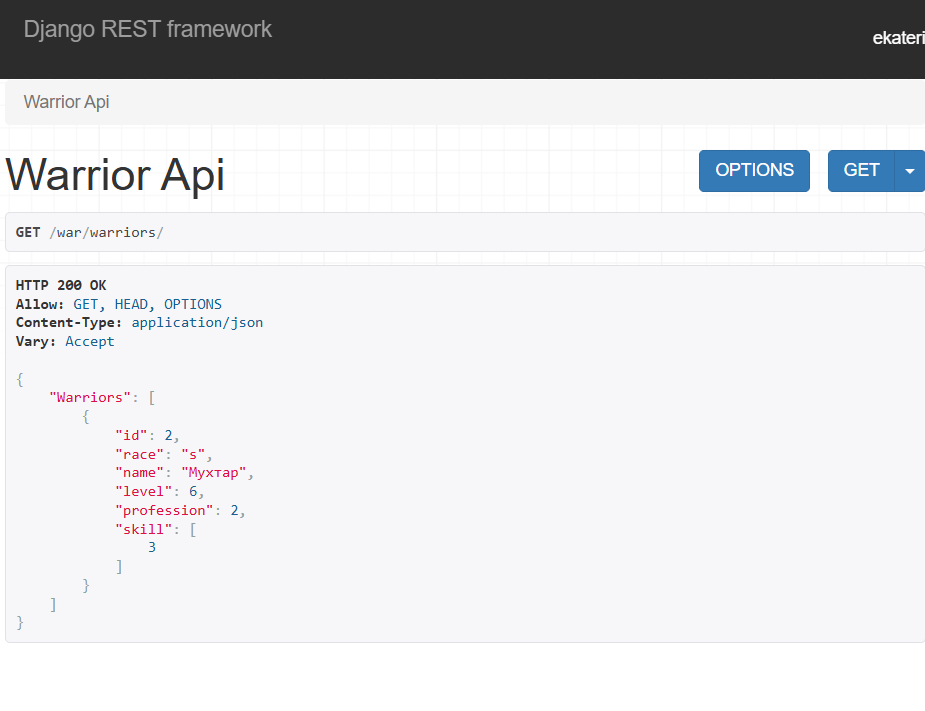 Django REST framework
ekateri
Warrior Api
Warrior Api
OPTIONS
GET
GET /war/warriors/
HTTP 200 OK
Allow: GET, HEAD, OPTIONS
Content-Type: application/json
Vary: Accept
{
    "Warriors": [
        {
            "id": 2,
            "race": "s",
            "name": "Мухтар",
            "level": 6,
            "profession": 2,
            "skill": [
                3
            ]
        }
    ]
}